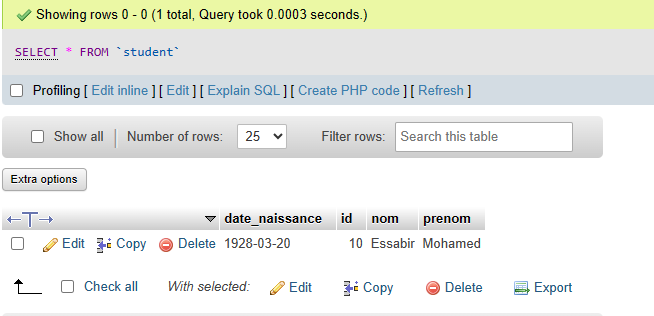 Showing rows 0 - 0 (1 total, Query took 0.0003 seconds.)
SELECT * FROM `student`
Profiling [ Edit inline ] [ Edit ] [ Explain SQL ] [ Create PHP code ] [ Refresh ]
Show all Number of rows: 25 Filter rows: Search this table
Extra options
date_naissance id nom prenom
Edit Copy Delete 1928-03-20 10 Essabir Mohamed
Check all With selected: Edit Copy Delete Export